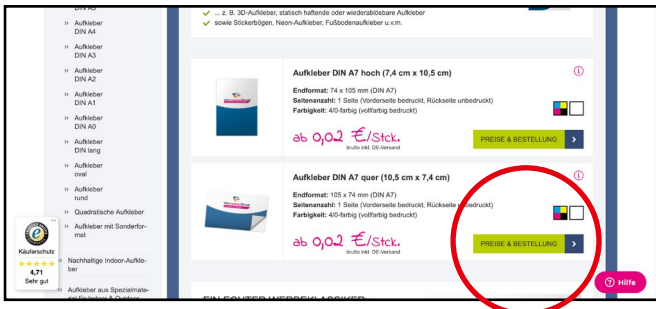 DIN A5
... z. B. 3D-Aufkleber, statisch haftende oder wiederablösbare Aufkleber
sowie Stickerbögen, Neon-Aufkleber, Fußbodenaufkleber u.v.m.
›› Aufkleber
DIN A4
›› Aufkleber
DIN A3
›› Aufkleber
DIN A2
›› Aufkleber
DIN A1
›› Aufkleber
DIN A0
›› Aufkleber
DIN lang
›› Aufkleber
oval
›› Aufkleber
rund
›› Quadratische Aufkleber
›› Aufkleber mit Sonderfor-
mat
›› Nachhaltige Indoor-Aufkle-
ber
›› Aufkleber aus Spezialmate-
rial für Indoor & Outdoor
Aufkleber DIN A7 hoch (7,4 cm x 10,5 cm)
Endformat: 74 x 105 mm (DIN A7)
Seitenanzahl: 1 Seite (Vorderseite bedruckt, Rückseite unbedruckt)
Farbigkeit: 4/0-farbig (vollfarbig bedruckt)
ab 0,02 €/Stck.
brutto inkl. DE-Versand
PREISE & BESTELLUNG
Aufkleber DIN A7 quer (10,5 cm x 7,4 cm)
Endformat: 105 x 74 mm (DIN A7)
Seitenanzahl: 1 Seite (Vorderseite bedruckt, Rückseite unbedruckt)
Farbigkeit: 4/0-farbig (vollfarbig bedruckt)
ab 0,02 €/Stck.
brutto inkl. DE-Versand
PREISE & BESTELLUNG
EIN ECHTER WERBEKLASSIKER
Käuferschutz
4,71
Sehr gut
Hilfe